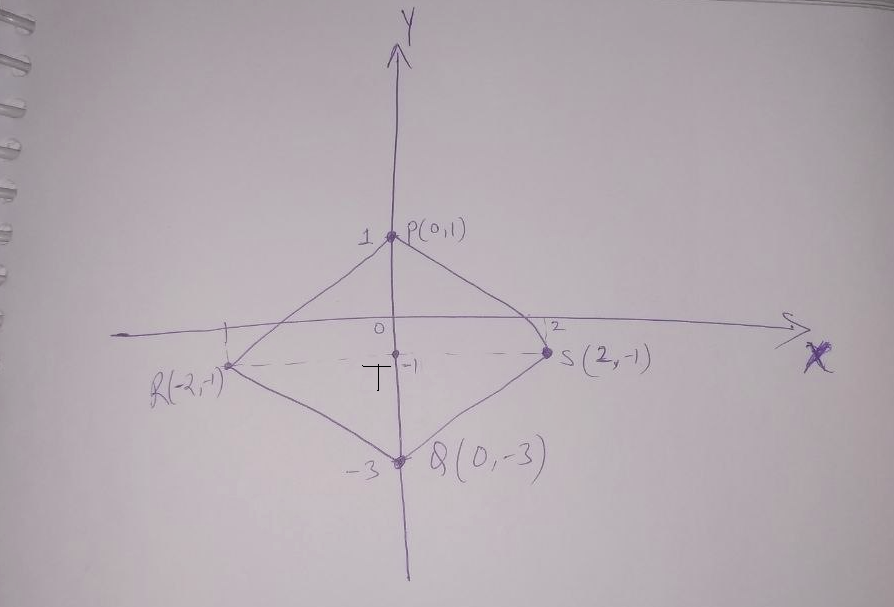 Y
1 P(0,1)
0 2
-1
T
S(2,-1)
R(-2,-1)
-3 Q(0,-3)
X